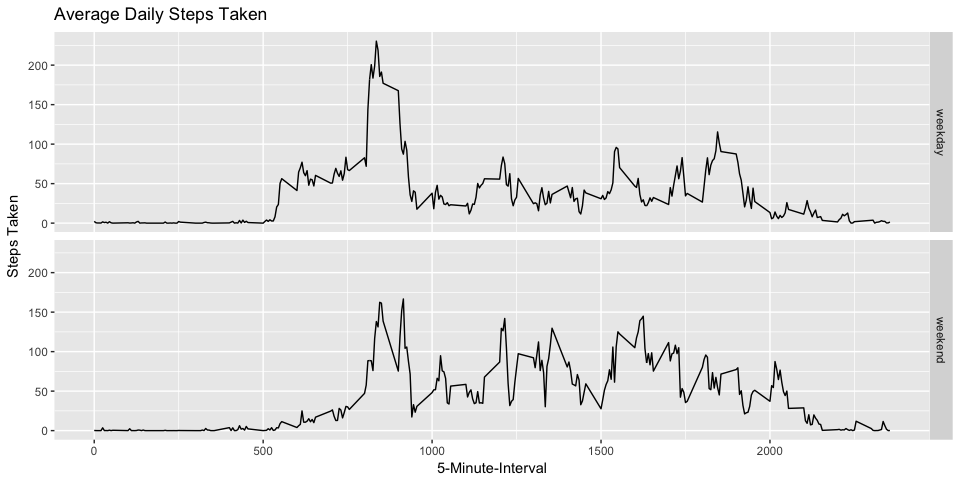 Average Daily Steps Taken
Steps Taken
200
150
100
50
0
weekday
200
150
100
50
0
weekend
0 500 1000 1500 2000
5-Minute-Interval